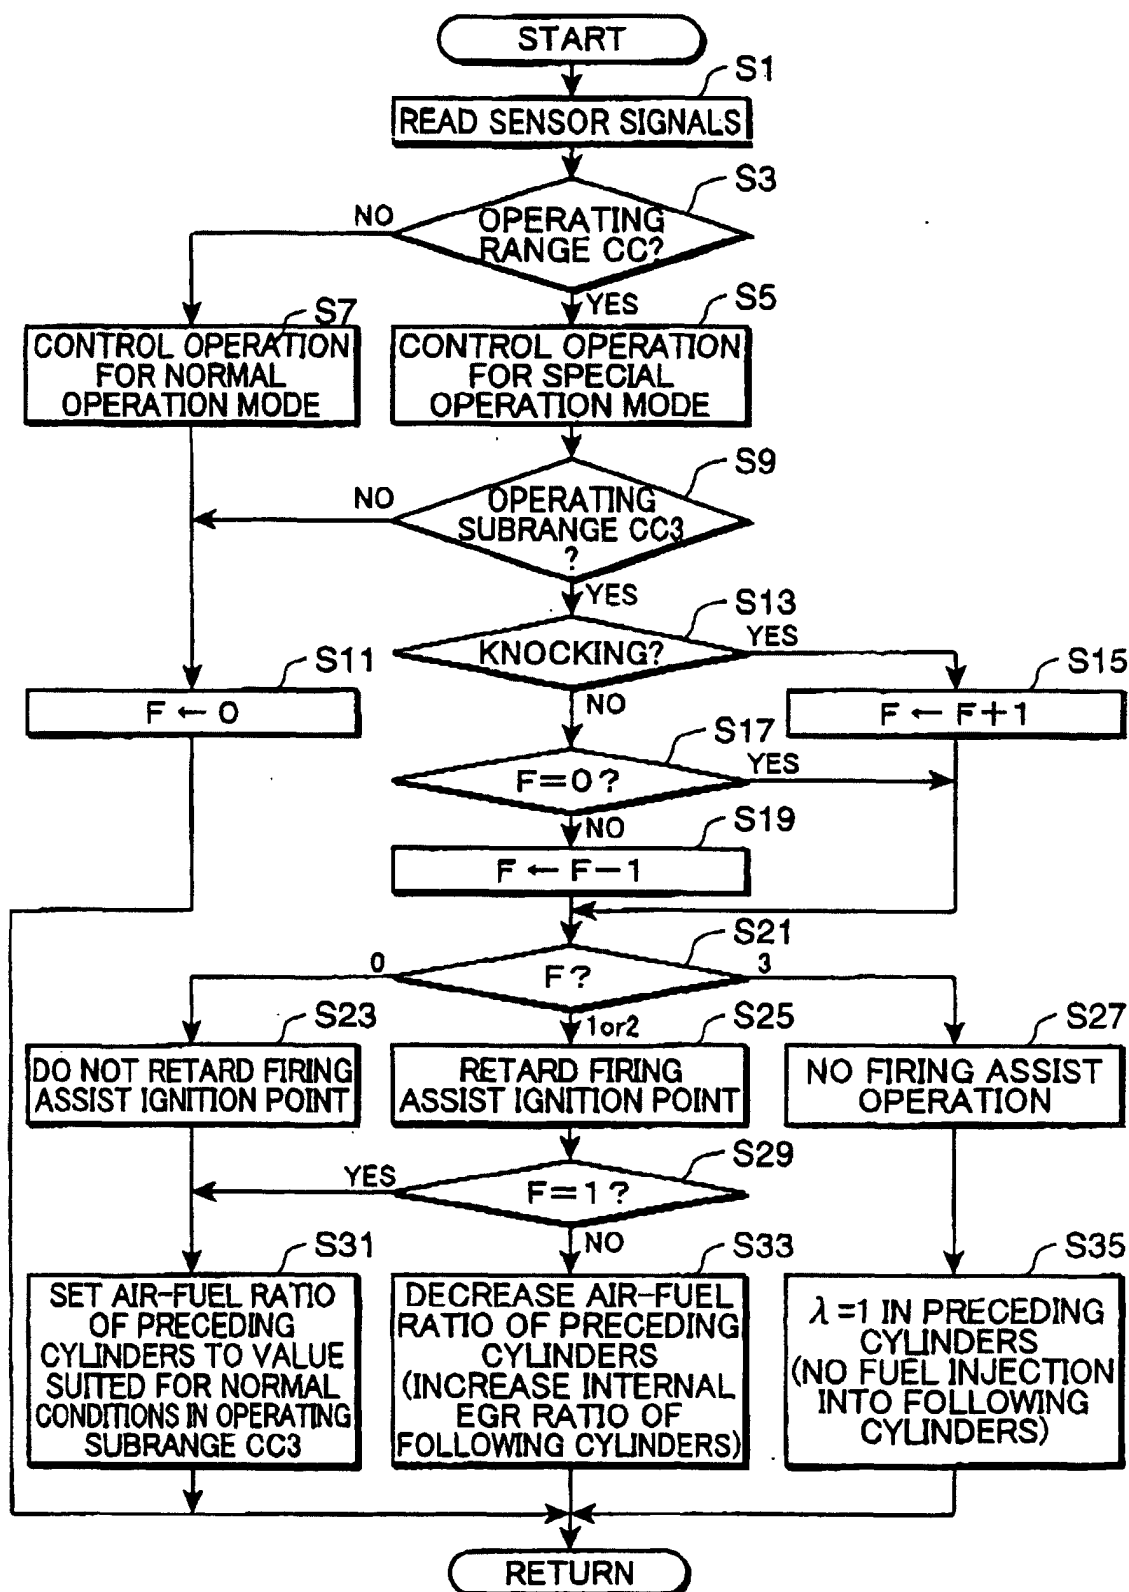 START
S1
READ SENSOR SIGNALS
S3
NO
OPERATING
RANGE CC?
YES
S5
S7
CONTROL OPERATION
FOR NORMAL
OPERATION MODE
CONTROL OPERATION
FOR SPECIAL
OPERATION MODE
S9
NO
OPERATING
SUBRANGE CC3
?
YES
S13
KNOCKING?
YES
S11
S15
F ← 0
NO
F ← F+1
S17
F=0?
YES
NO
S19
F ← F-1
S21
0
F?
3
S23
1or2
S25
S27
DO NOT RETARD FIRING
ASSIST IGNITION POINT
RETARD FIRING
ASSIST IGNITION POINT
NO FIRING ASSIST
OPERATION
S29
YES
F=1?
NO
S31
S33
S35
SET AIR-FUEL RATIO
OF PRECEDING
CYLINDERS TO VALUE
SUITED FOR NORMAL
CONDITIONS IN OPERATING
SUBRANGE CC3
DECREASE AIR-FUEL
RATIO OF PRECEDING
CYLINDERS
(INCREASE INTERNAL
EGR RATIO OF
FOLLOWING CYLINDERS)
λ=1 IN PRECEDING
CYLINDERS
(NO FUEL INJECTION
INTO FOLLOWING
CYLINDERS)
RETURN